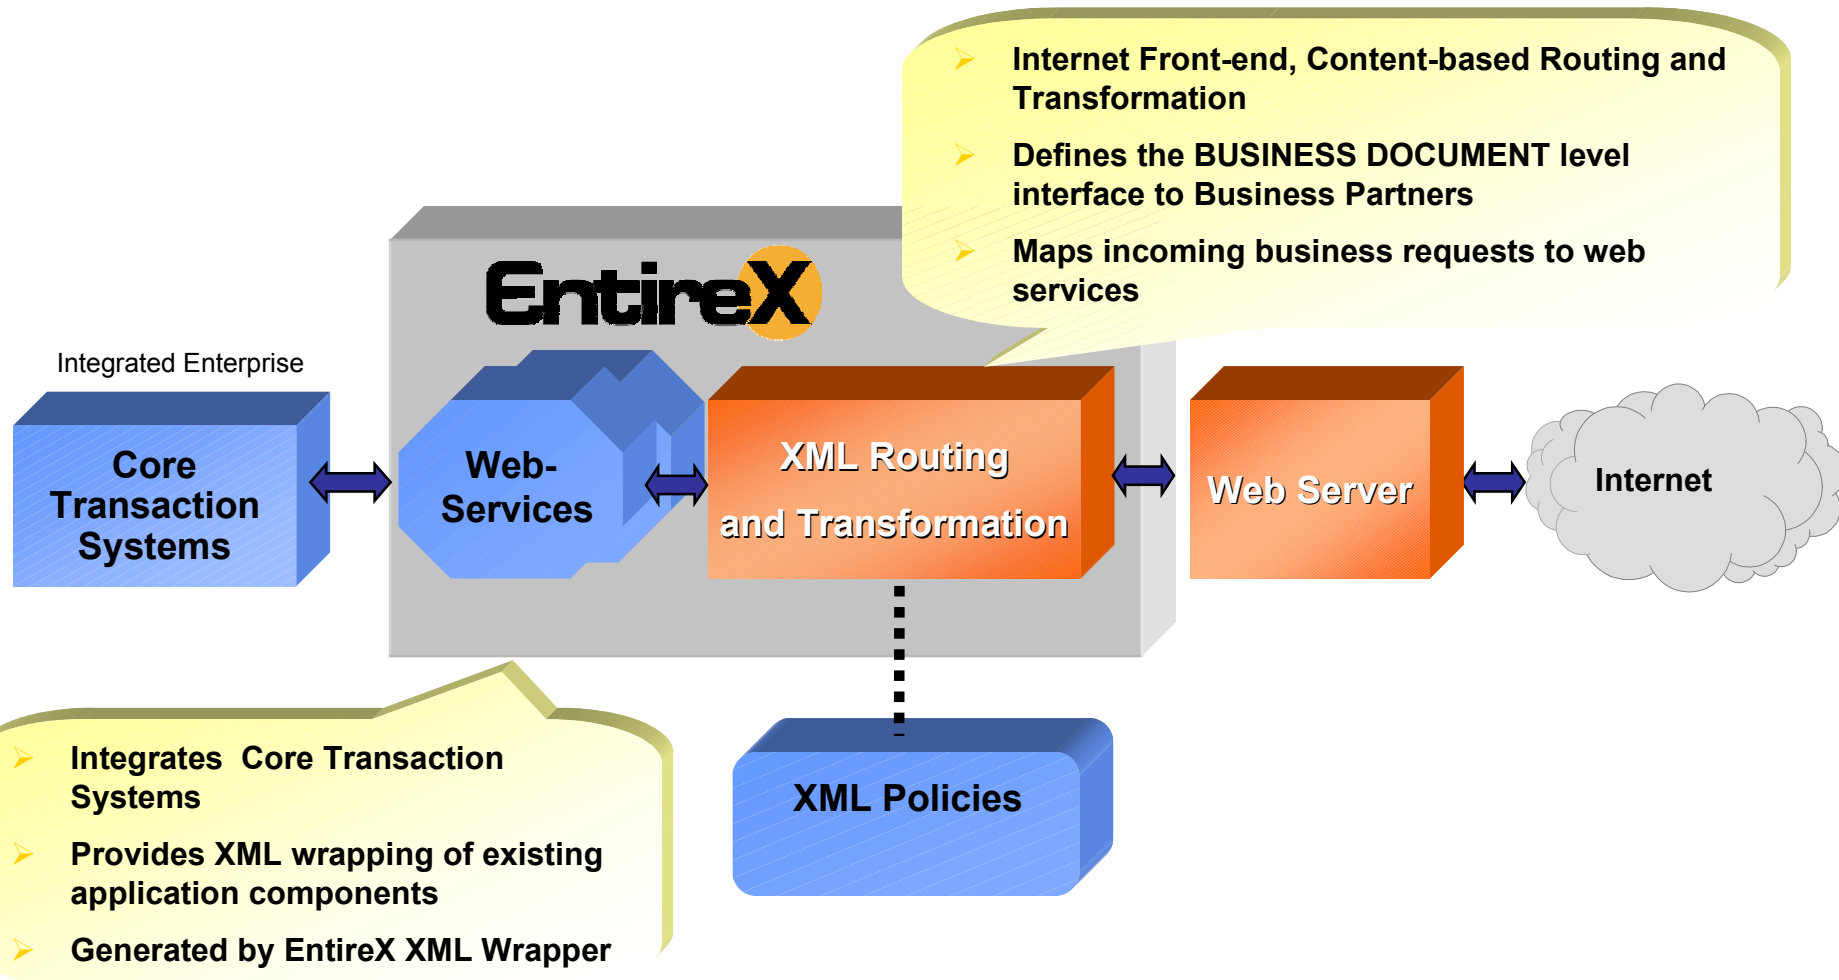 Internet Front-end, Content-based Routing and
Transformation
Defines the BUSINESS DOCUMENT level
interface to Business Partners
Maps incoming business requests to web
services
EntireX
Integrated Enterprise
Core
Transaction
Systems
Web-
Services
XML Routing
and Transformation
Web Server
Internet
XML Policies
Integrates Core Transaction
Systems
Provides XML wrapping of existing
application components
Generated by EntireX XML Wrapper